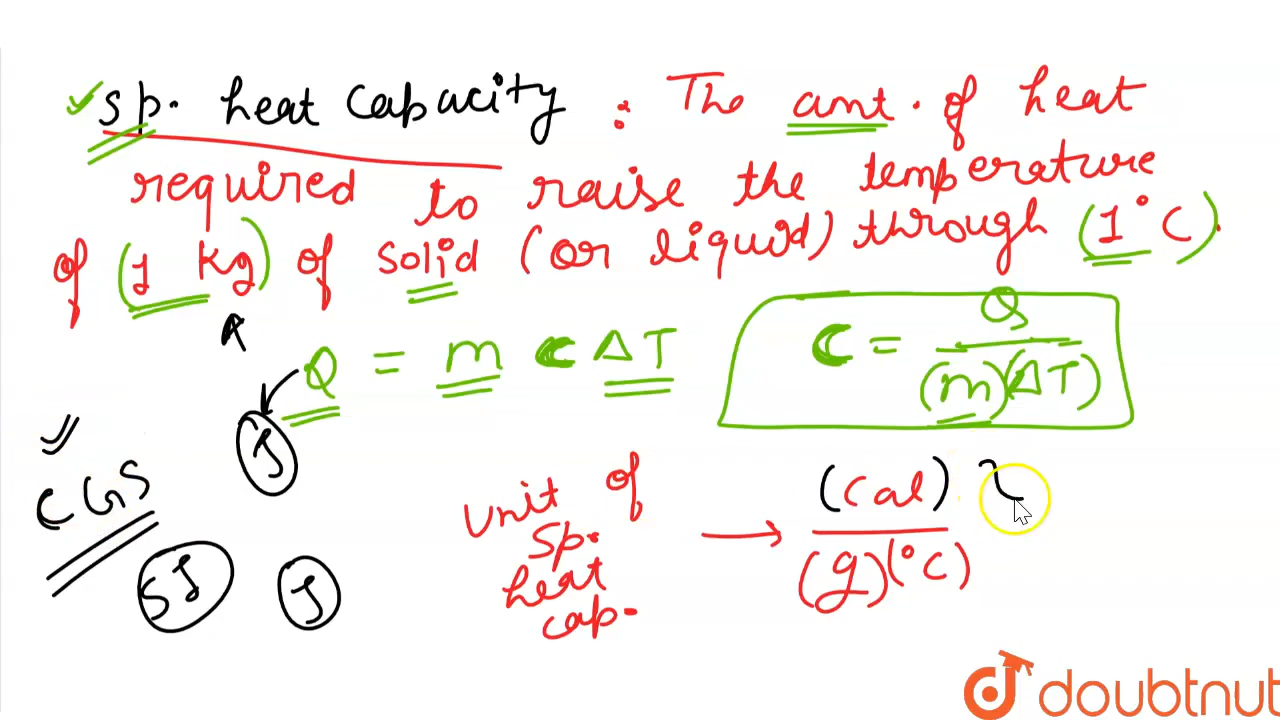 sp. heat capacity : The amt. of heat
required to raise the temperature
of (1 kg) of solid (or liquid) through (1°C).
Q = m C ΔT
C = Q / (m)(ΔT)
J
CGS
SI
J
Unit of
sp.
heat
cap.
→ (cal) / (g)(°C)
doubtnut